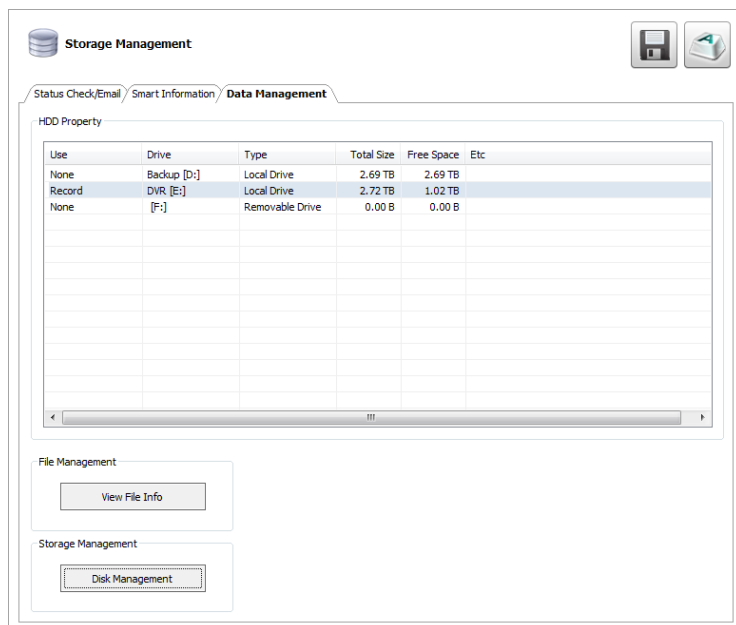 Storage Management
Status Check/Email Smart Information Data Management
HDD Property
Use Drive Type Total Size Free Space Etc
None Backup [D:] Local Drive 2.69 TB 2.69 TB
Record DVR [E:] Local Drive 2.72 TB 1.02 TB
None [F:] Removable Drive 0.00 B 0.00 B
File Management
View File Info
Storage Management
Disk Management